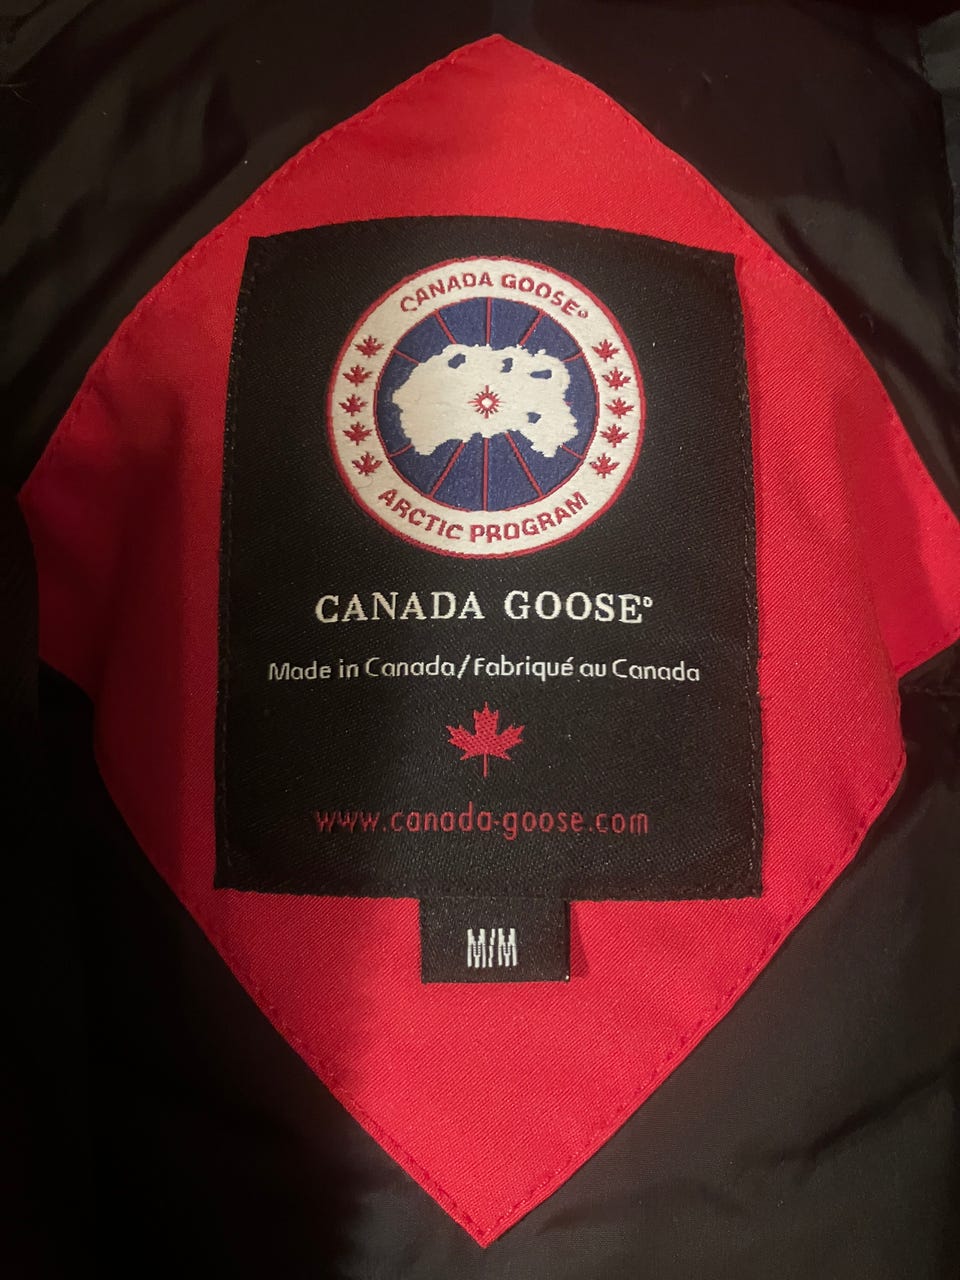 CANADA GOOSE®
ARCTIC PROGRAM
CANADA GOOSE®
Made in Canada/Fabriqué au Canada
www.canada-goose.com
M/M